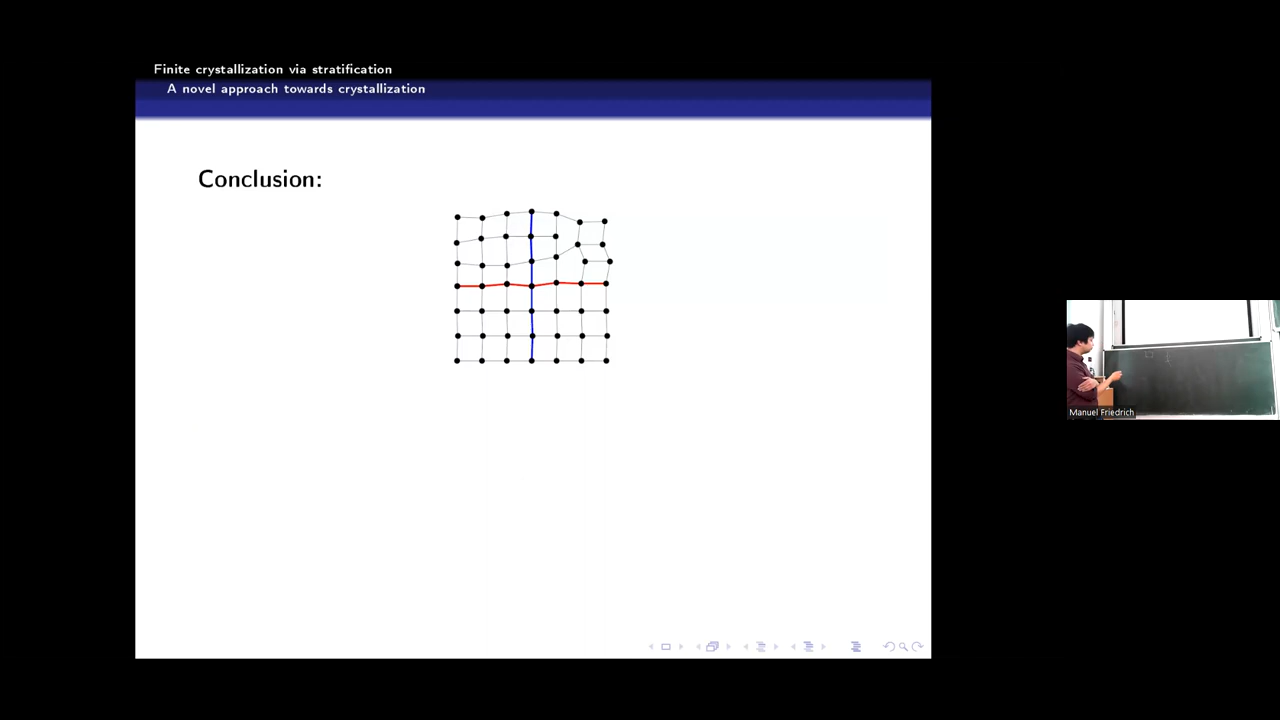 Finite crystallization via stratification
A novel approach towards crystallization
Conclusion:
Manuel Friedrich